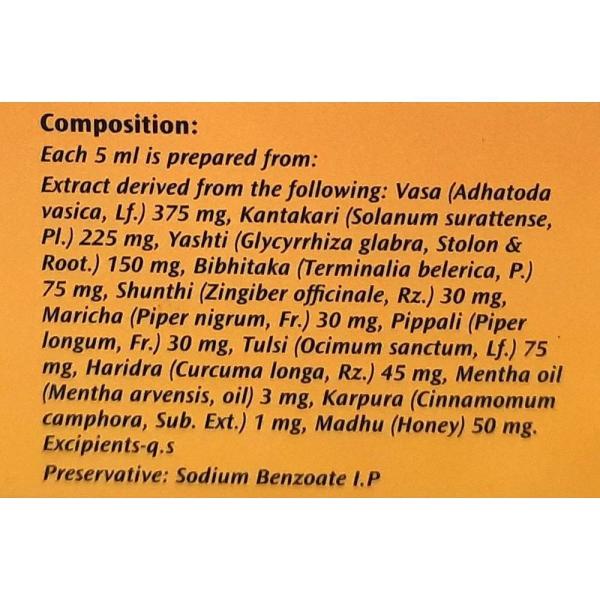 Composition:
Each 5 ml is prepared from:
Extract derived from the following: Vasa (Adhatoda
vasica, Lf.) 375 mg, Kantakari (Solanum surattense,
Pl.) 225 mg, Yashti (Glycyrrhiza glabra, Stolon &
Root.) 150 mg, Bibhitaka (Terminalia belerica, P.)
75 mg, Shunthi (Zingiber officinale, Rz.) 30 mg,
Maricha (Piper nigrum, Fr.) 30 mg, Pippali (Piper
longum, Fr.) 30 mg, Tulsi (Ocimum sanctum, Lf.) 75
mg, Haridra (Curcuma longa, Rz.) 45 mg, Mentha oil
(Mentha arvensis, oil) 3 mg, Karpura (Cinnamomum
camphora, Sub. Ext.) 1 mg, Madhu (Honey) 50 mg.
Excipients-q.s
Preservative: Sodium Benzoate I.P